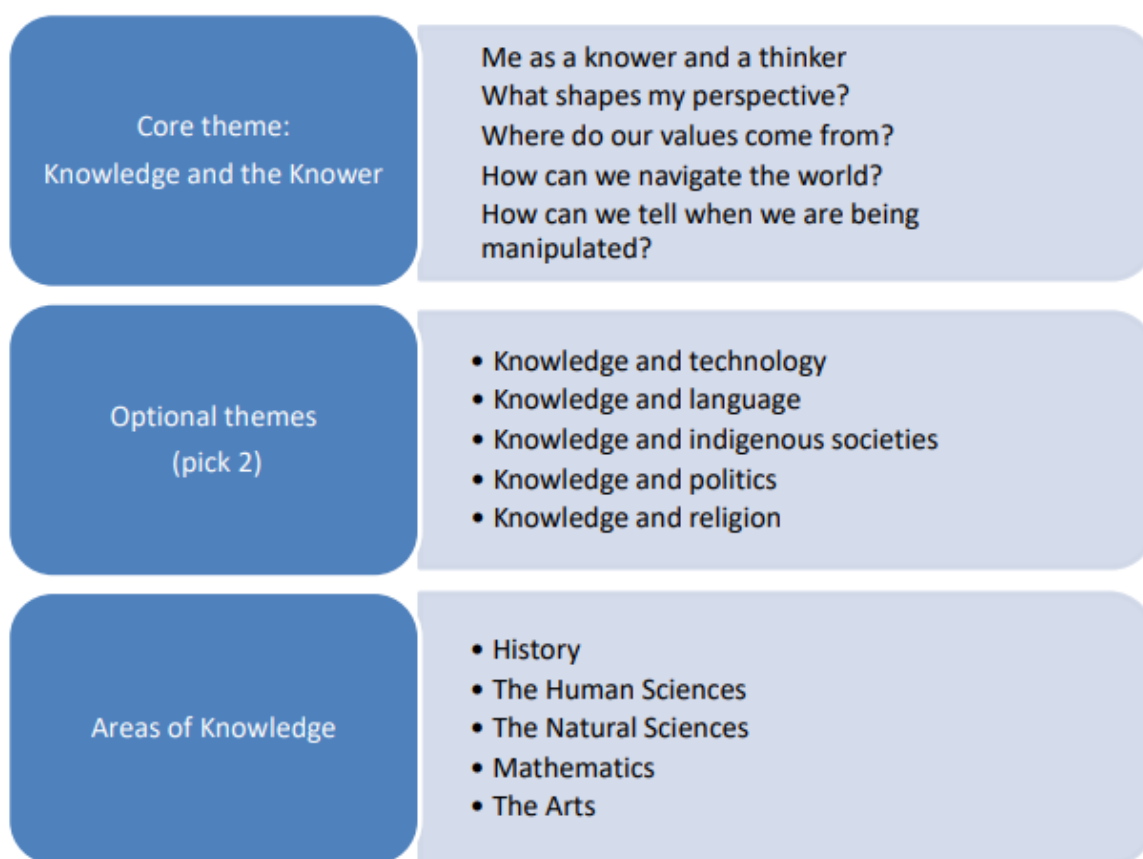 Core theme:
Knowledge and the Knower
Me as a knower and a thinker
What shapes my perspective?
Where do our values come from?
How can we navigate the world?
How can we tell when we are being
manipulated?
Optional themes
(pick 2)
• Knowledge and technology
• Knowledge and language
• Knowledge and indigenous societies
• Knowledge and politics
• Knowledge and religion
Areas of Knowledge
• History
• The Human Sciences
• The Natural Sciences
• Mathematics
• The Arts